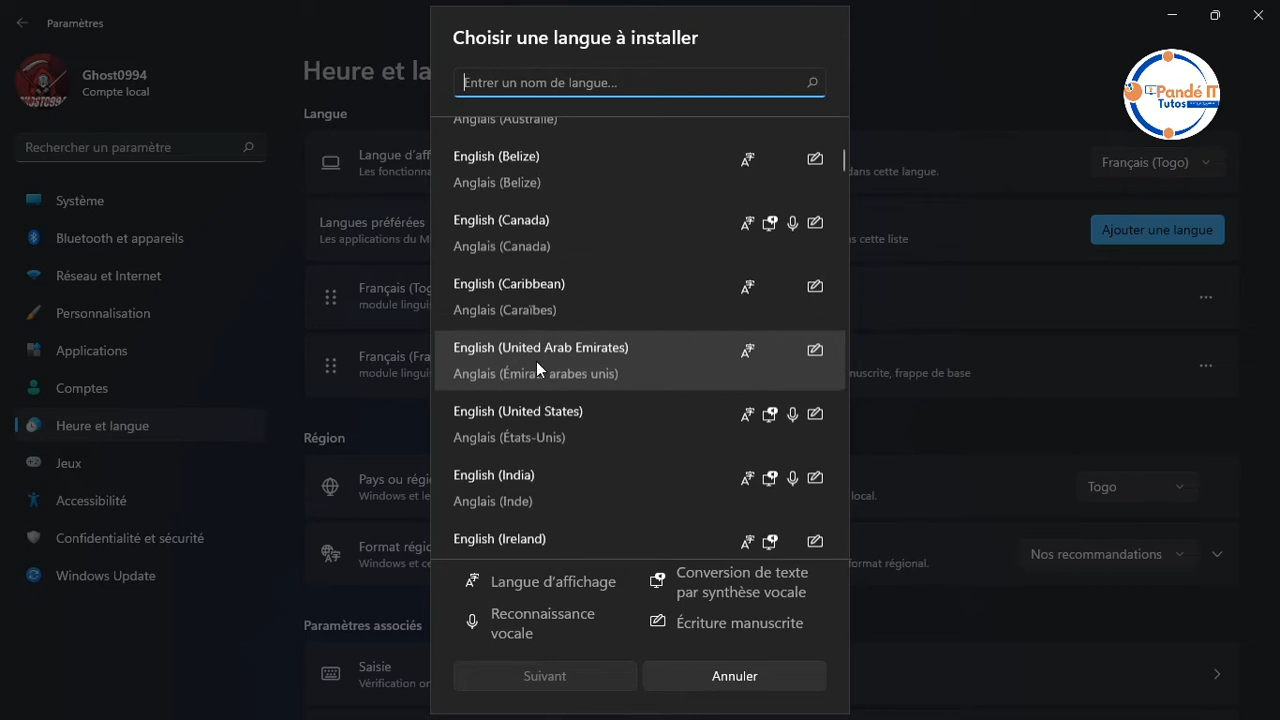 Paramètres
Choisir une langue à installer
Ghost0994
Compte local
Heure et la
Entrer un nom de langue...
Pandé IT
Tutos
Langue
Rechercher un paramètre
Anglais (Australie)
English (Belize)
Anglais (Belize)
Langue d'aff
Les fonctionna
dans cette langue.
Français (Togo)
Système
Bluetooth et appareils
Réseau et Internet
Personnalisation
Applications
Comptes
Heure et langue
Jeux
Accessibilité
Confidentialité et sécurité
Windows Update
English (Canada)
Anglais (Canada)
Langues préférées
Les applications du M
cette liste
Ajouter une langue
English (Caribbean)
Anglais (Caraïbes)
Français (Tog
module linguis
English (United Arab Emirates)
Anglais (Émirats arabes unis)
Français (Fra
module linguis
nuscrite, frappe de base
English (United States)
Anglais (États-Unis)
Région
English (India)
Anglais (Inde)
Pays ou régi
Windows et le
local.
Togo
English (Ireland)
Format régio
Windows et ce
format régional.
Nos recommandations
Langue d'affichage
Conversion de texte
par synthèse vocale
Reconnaissance
vocale
Écriture manuscrite
Paramètres associés
Saisie
Vérification or
Suivant
Annuler